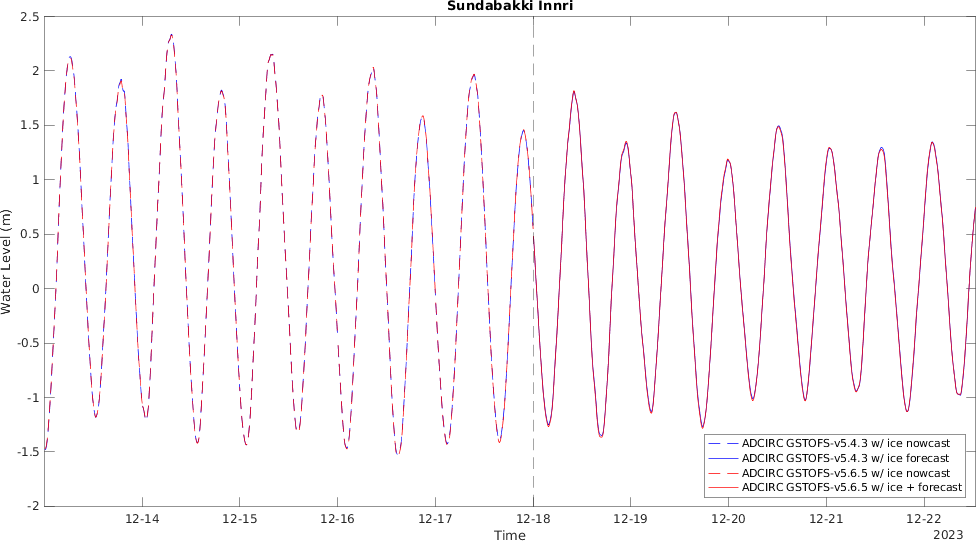 Sundabakki Innri
2.5
2
1.5
1
0.5
0
-0.5
-1
-1.5
-2
Water Level (m)
12-14
12-15
12-16
12-17
12-18
12-19
12-20
12-21
12-22
Time
2023
ADCIRC GSTOFS-v5.4.3 w/ ice nowcast
ADCIRC GSTOFS-v5.4.3 w/ ice forecast
ADCIRC GSTOFS-v5.6.5 w/ ice nowcast
ADCIRC GSTOFS-v5.6.5 w/ ice + forecast